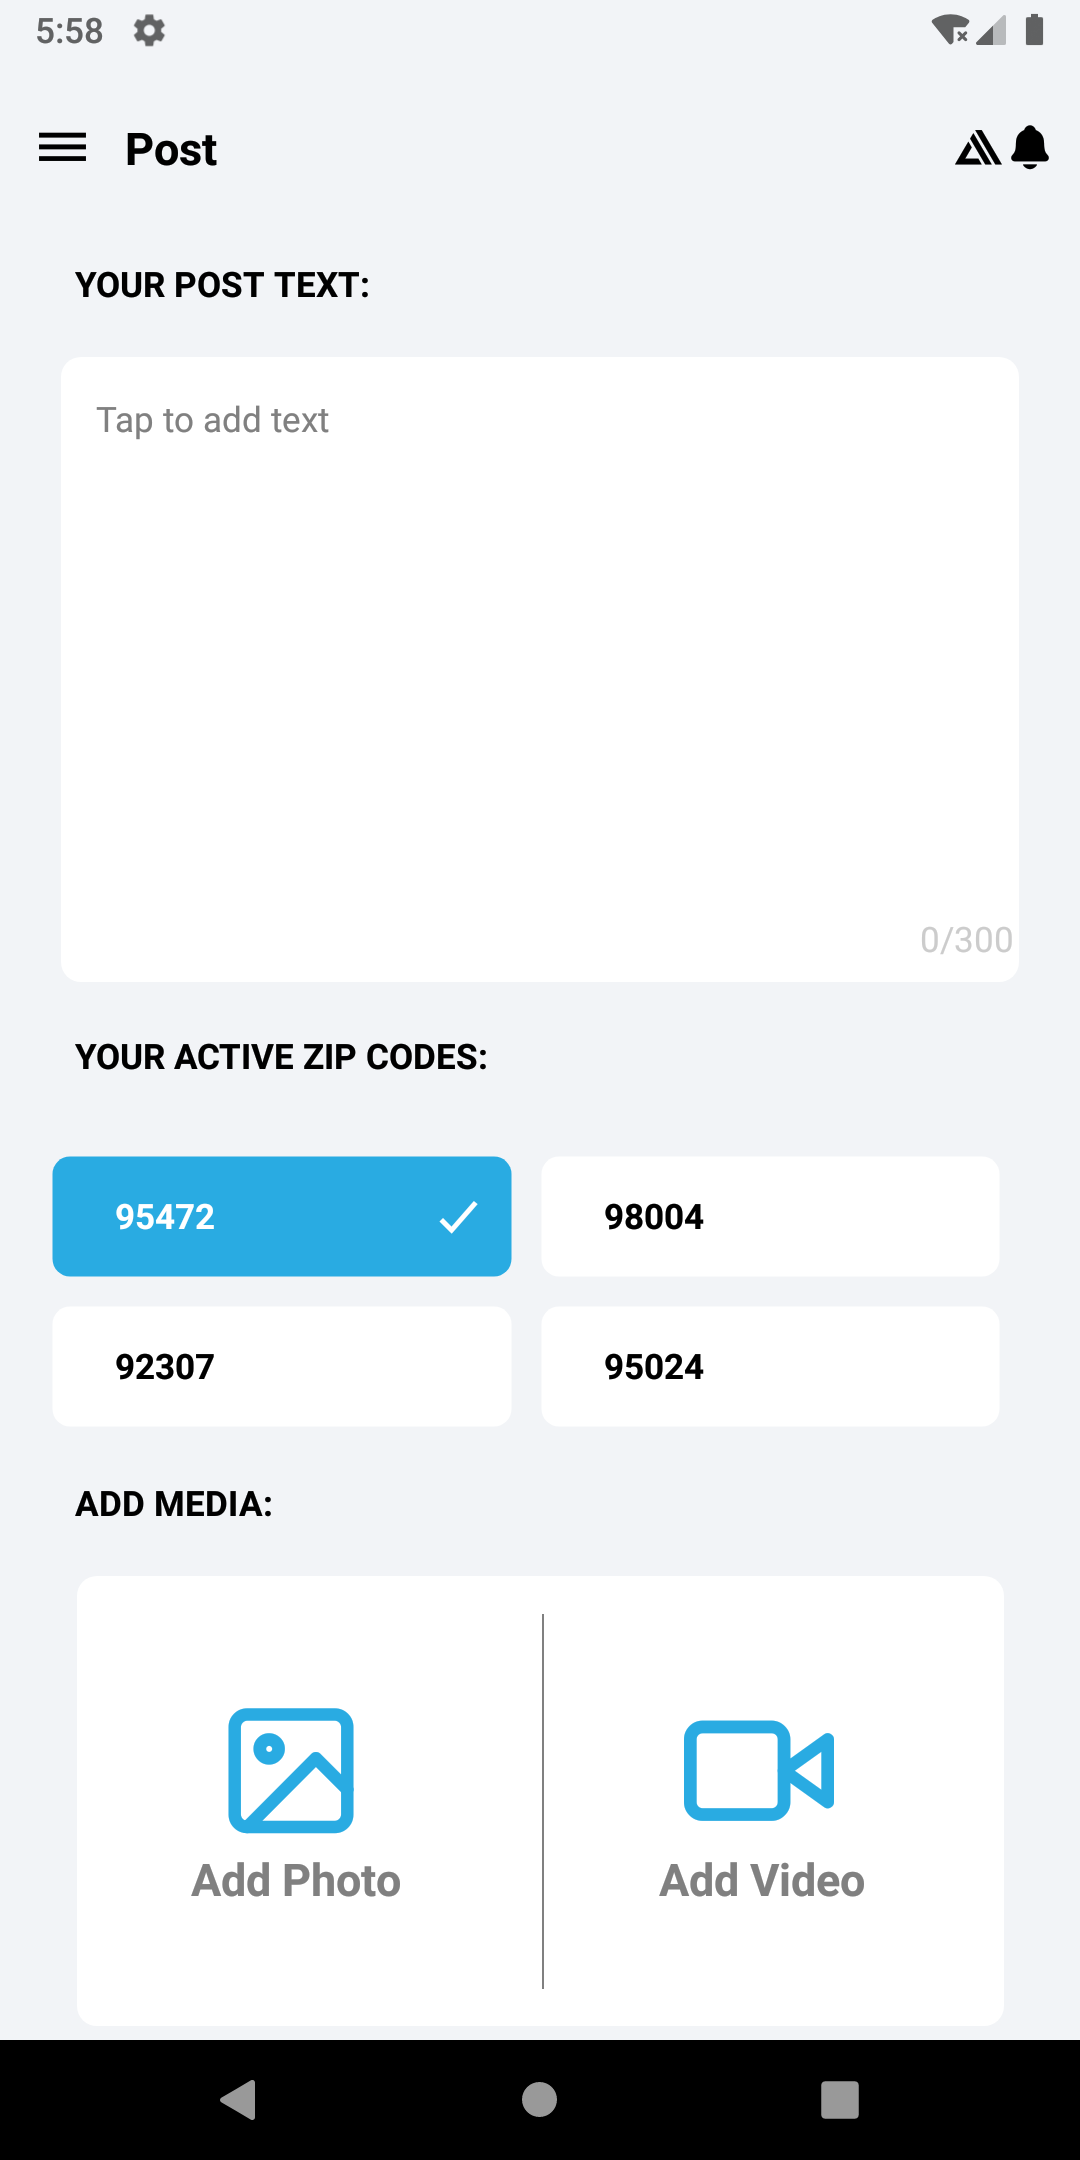 5:58
Post
YOUR POST TEXT:
Tap to add text
0/300
YOUR ACTIVE ZIP CODES:
95472 98004
92307 95024
ADD MEDIA:
Add Photo Add Video